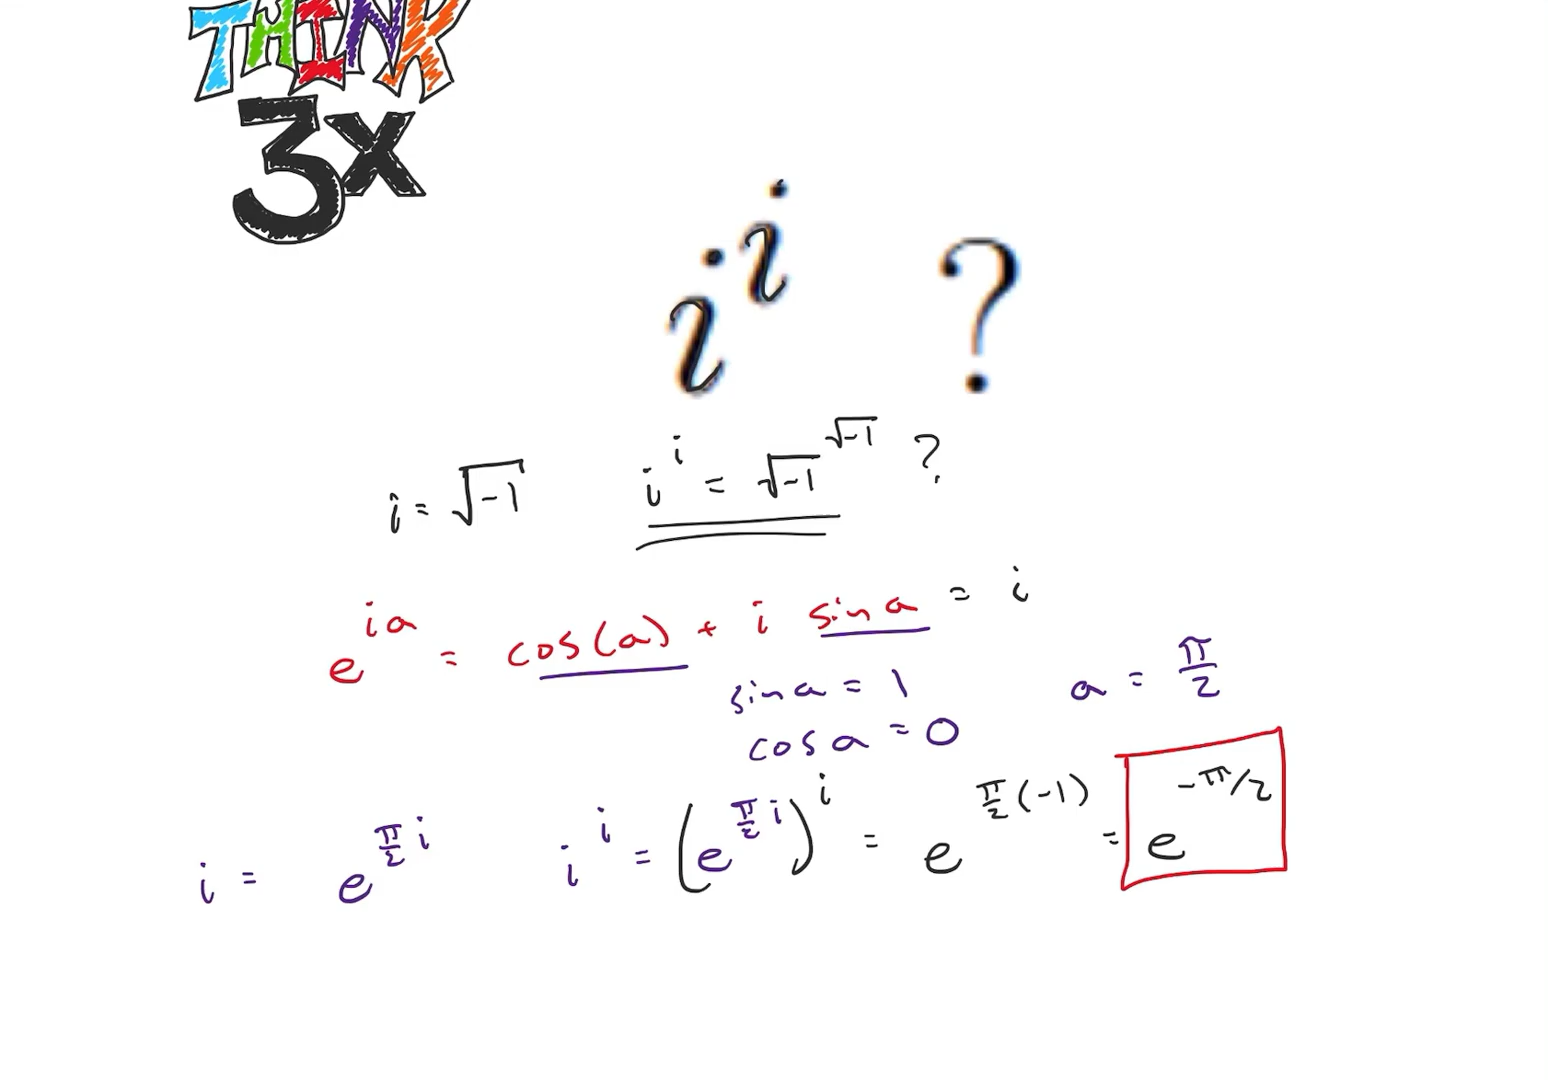 THINK
3x
i^i ?
i = √-1   i^i = √-1^√-1 ?
e^ia = cos(a) + i sin a = i
sin a = 1   a = π/2
cos a = 0
i = e^(π/2 i)   i^i = (e^(π/2 i))^i = e^(π/2 (-1)) = e^(-π/2)